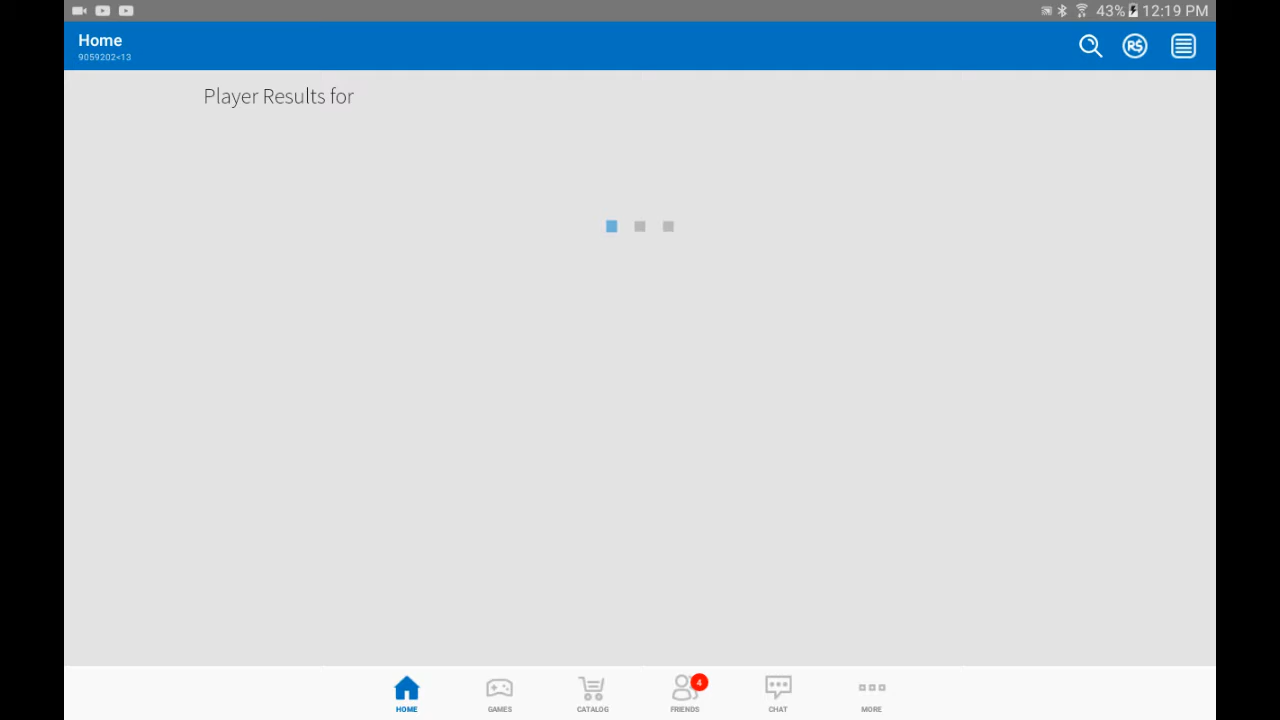 43% 12:19 PM
Home
9059202<13
R$
Player Results for
4
HOME GAMES CATALOG FRIENDS CHAT MORE